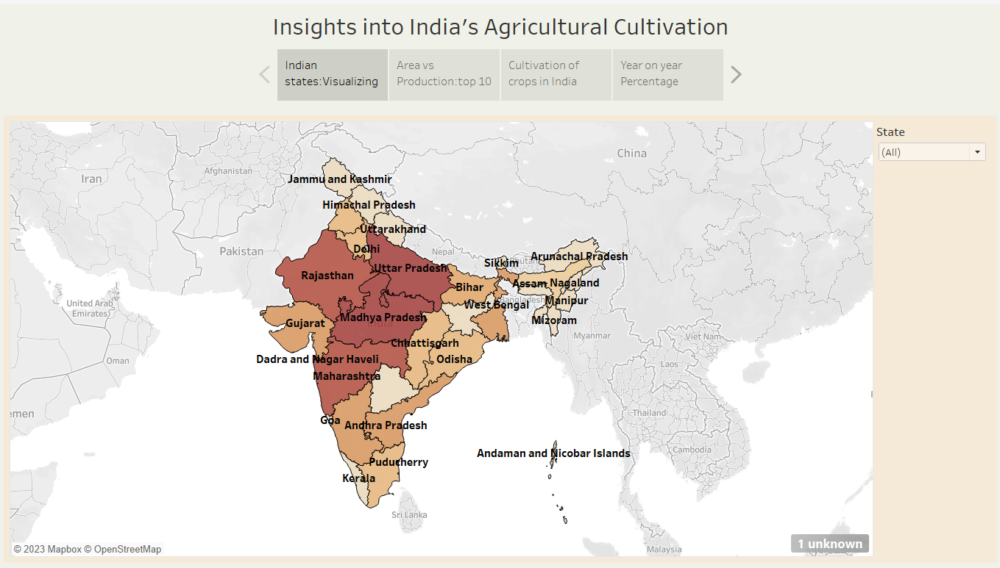 Insights into India's Agricultural Cultivation
Indian
states:Visualizing
Area vs
Production:top 10
Cultivation of
crops in India
Year on year
Percentage
State
(All)
China
Iran
Afghanistan
Jammu and Kashmir
Himachal Pradesh
Uttarakhand
Pakistan
Delhi
Nepal
Arunachal Pradesh
Sikkim
Bhutan
Uttar Pradesh
Rajasthan
Bihar
Assam
Nagaland
United Arab
Emirates
West Bengal
Bangladesh
Manipur
Madhya Pradesh
India
Gujarat
Mizoram
Myanmar
Viet Nam
Chhattisgarh
Oman
Dadra and Nagar Haveli
Odisha
Laos
Maharashtra
emen
Goa
Andhra Pradesh
Thailand
Andaman and Nicobar Islands
Cambodia
Puducherry
Kerala
Sri Lanka
Malaysia
1 unknown
© 2023 Mapbox © OpenStreetMap